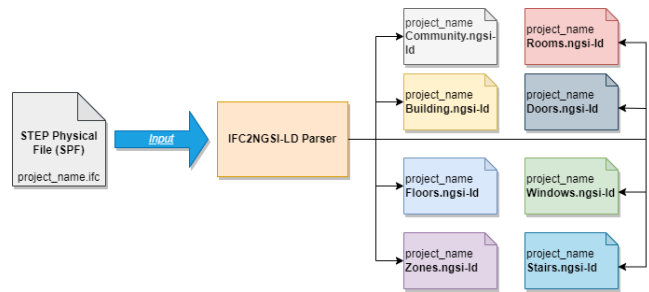 STEP Physical
File (SPF)
project_name.ifc
Input
IFC2NGSI-LD Parser
project_name
Community.ngsi-
ld
project_name
Building.ngsi-ld
project_name
Floors.ngsi-ld
project_name
Zones.ngsi-ld
project_name
Rooms.ngsi-ld
project_name
Doors.ngsi-ld
project_name
Windows.ngsi-ld
project_name
Stairs.ngsi-ld